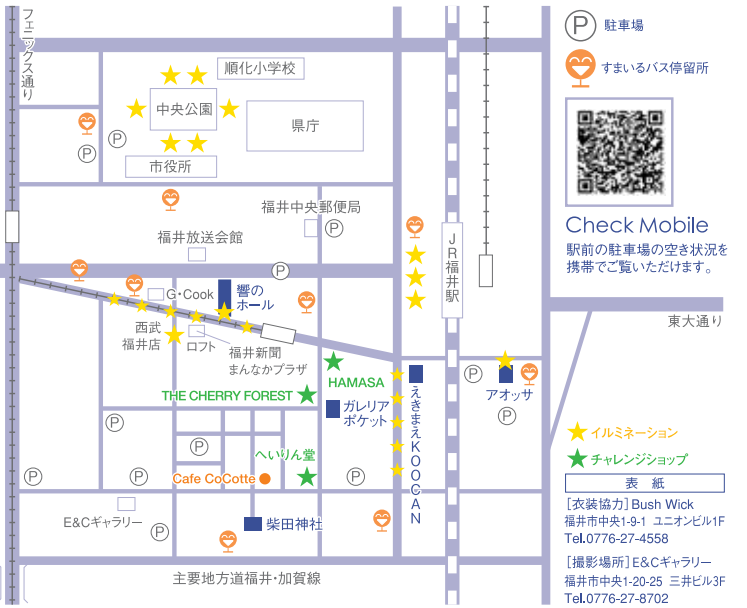 フェニックス通り
順化小学校
中央公園
県庁
市役所
福井中央郵便局
福井放送会館
JR福井駅
G・Cook
響の
ホール
西武
福井店
ロフト
福井新聞
まんなかプラザ
HAMASA
THE CHERRY FOREST
ガレリア
ポケット
えきまえKOOCAN
アオッサ
へいりん堂
Cafe CoCotte
E&Cギャラリー
柴田神社
主要地方道福井・加賀線
東大通り
P
P
P
P
P
P
P
P
P
P
P
P
P 駐車場
すまいるバス停留所
Check Mobile
駅前の駐車場の空き状況を
携帯でご覧いただけます。
イルミネーション
チャレンジショップ
表 紙
[衣装協力] Bush Wick
福井市中央1-9-1 ユニオンビル1F
Tel.0776-27-4558
[撮影場所] E&Cギャラリー
福井市中央1-20-25 三井ビル3F
Tel.0776-27-8702